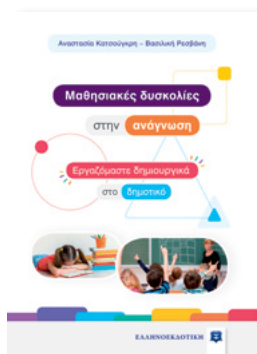 Αναστασία Κατσούγκρη – Βασιλική Ρεσβάνη
Μαθησιακές δυσκολίες
στην ανάγνωση
Εργαζόμαστε δημιουργικά
στο δημοτικό
ΕΛΛΗΝΟΕΚΔΟΤΙΚΗ